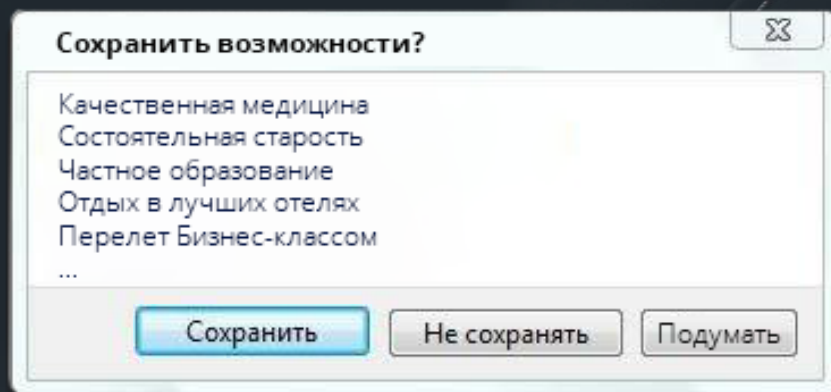 Сохранить возможности?
Качественная медицина
Состоятельная старость
Частное образование
Отдых в лучших отелях
Перелет Бизнес-классом
...
Сохранить Не сохранять Подумать